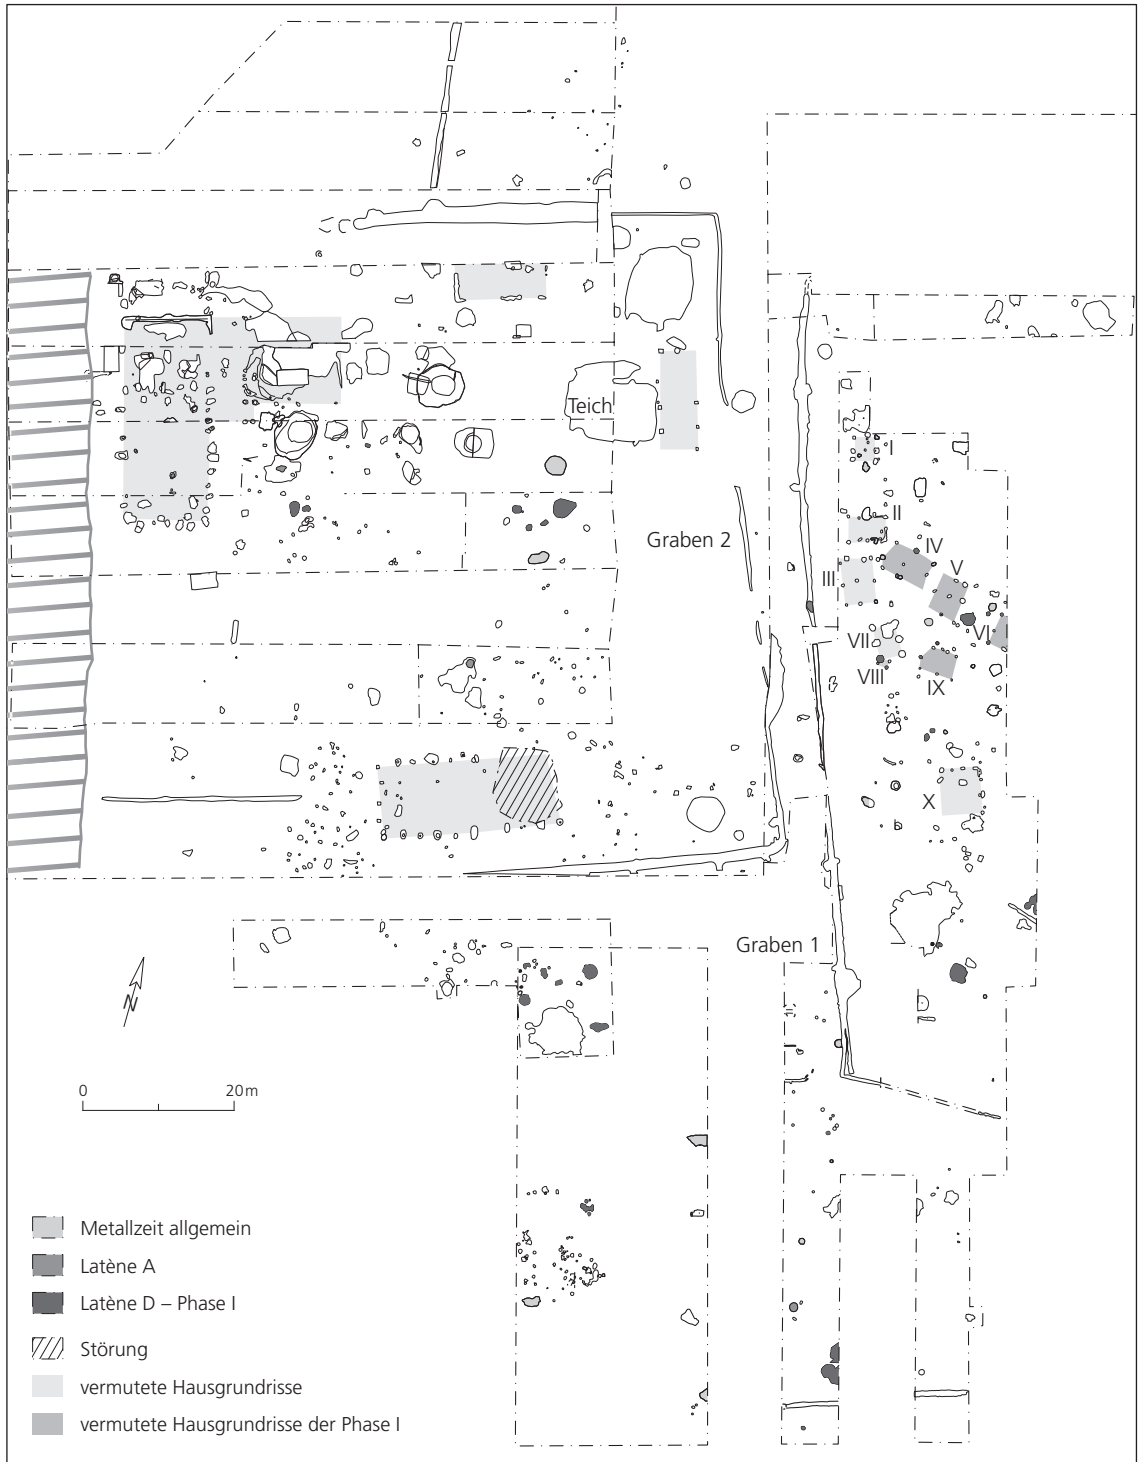 Teich
I
II
Graben 2
IV
V
III
VI
VII
VIII
IX
X
Graben 1
N
0 20 m
Metallzeit allgemein
Latène A
Latène D – Phase I
Störung
vermutete Hausgrundrisse
vermutete Hausgrundrisse der Phase I